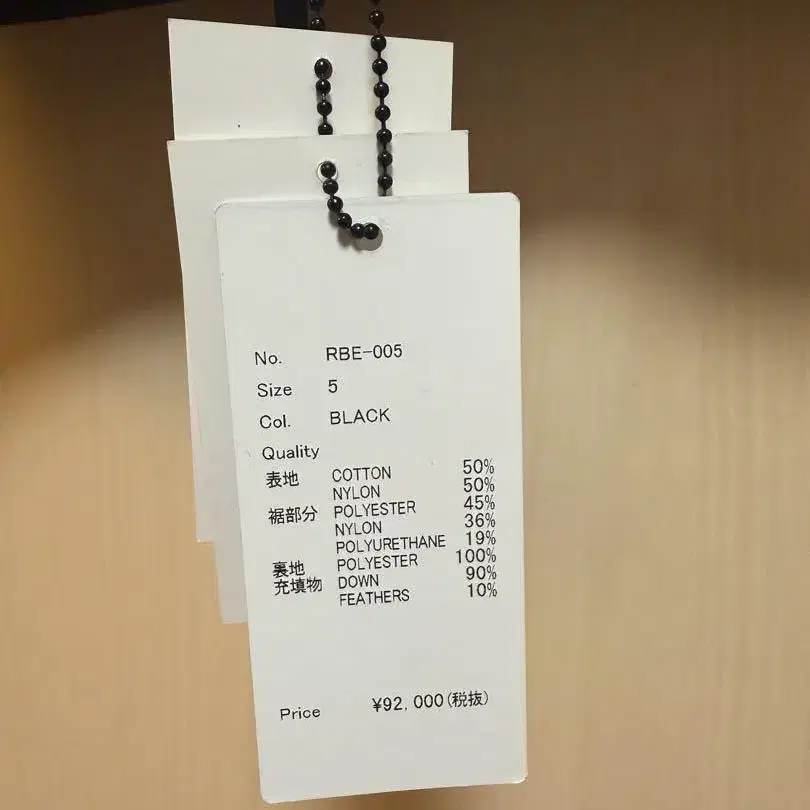 No. RBE-005
Size 5
Col. BLACK
Quality
表地 COTTON 50%
NYLON 50%
裾部分 POLYESTER 45%
NYLON 36%
POLYURETHANE 19%
裏地 POLYESTER 100%
充填物 DOWN 90%
FEATHERS 10%
Price ¥92,000(税抜)